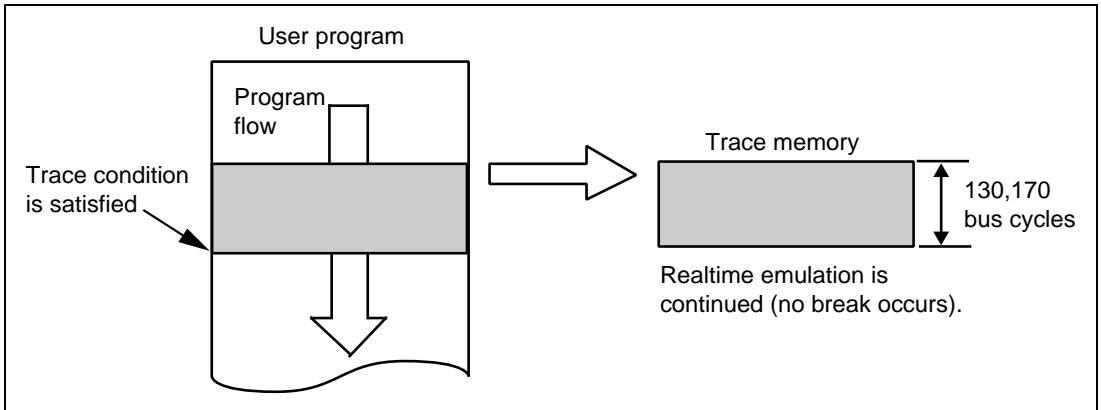 User program
Program
flow
Trace condition
is satisfied
Trace memory
130,170
bus cycles
Realtime emulation is
continued (no break occurs).